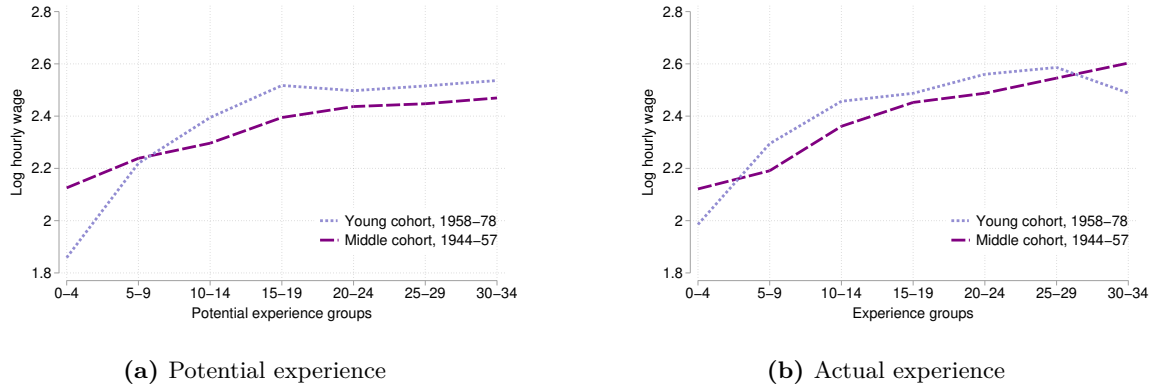 2.8
2.6
2.4
2.2
2
1.8
Log hourly wage
0–4 5–9 10–14 15–19 20–24 25–29 30–34
Potential experience groups
Young cohort, 1958–78
Middle cohort, 1944–57
(a) Potential experience
2.8
2.6
2.4
2.2
2
1.8
Log hourly wage
0–4 5–9 10–14 15–19 20–24 25–29 30–34
Experience groups
Young cohort, 1958–78
Middle cohort, 1944–57
(b) Actual experience